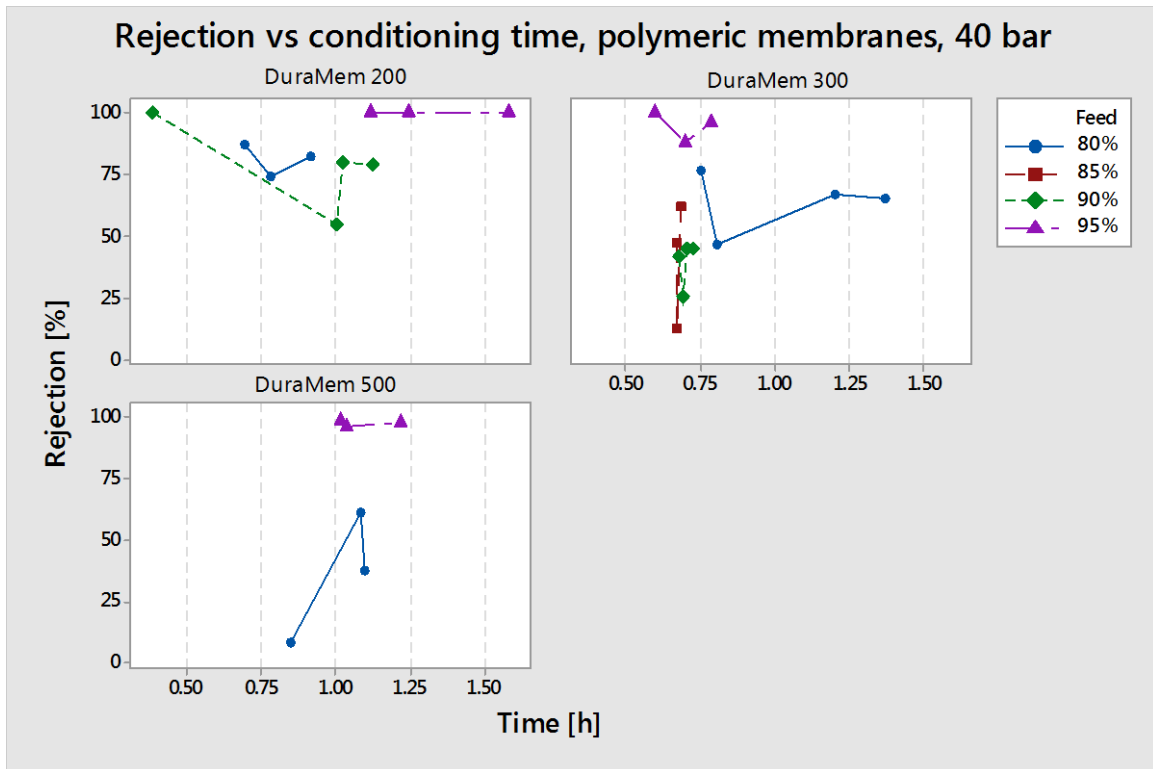 Rejection vs conditioning time, polymeric membranes, 40 bar
DuraMem 200
DuraMem 300
100
75
50
25
0
0.50 0.75 1.00 1.25 1.50
Feed
80%
85%
90%
95%
DuraMem 500
100
75
50
25
0
0.50 0.75 1.00 1.25 1.50
Rejection [%]
Time [h]